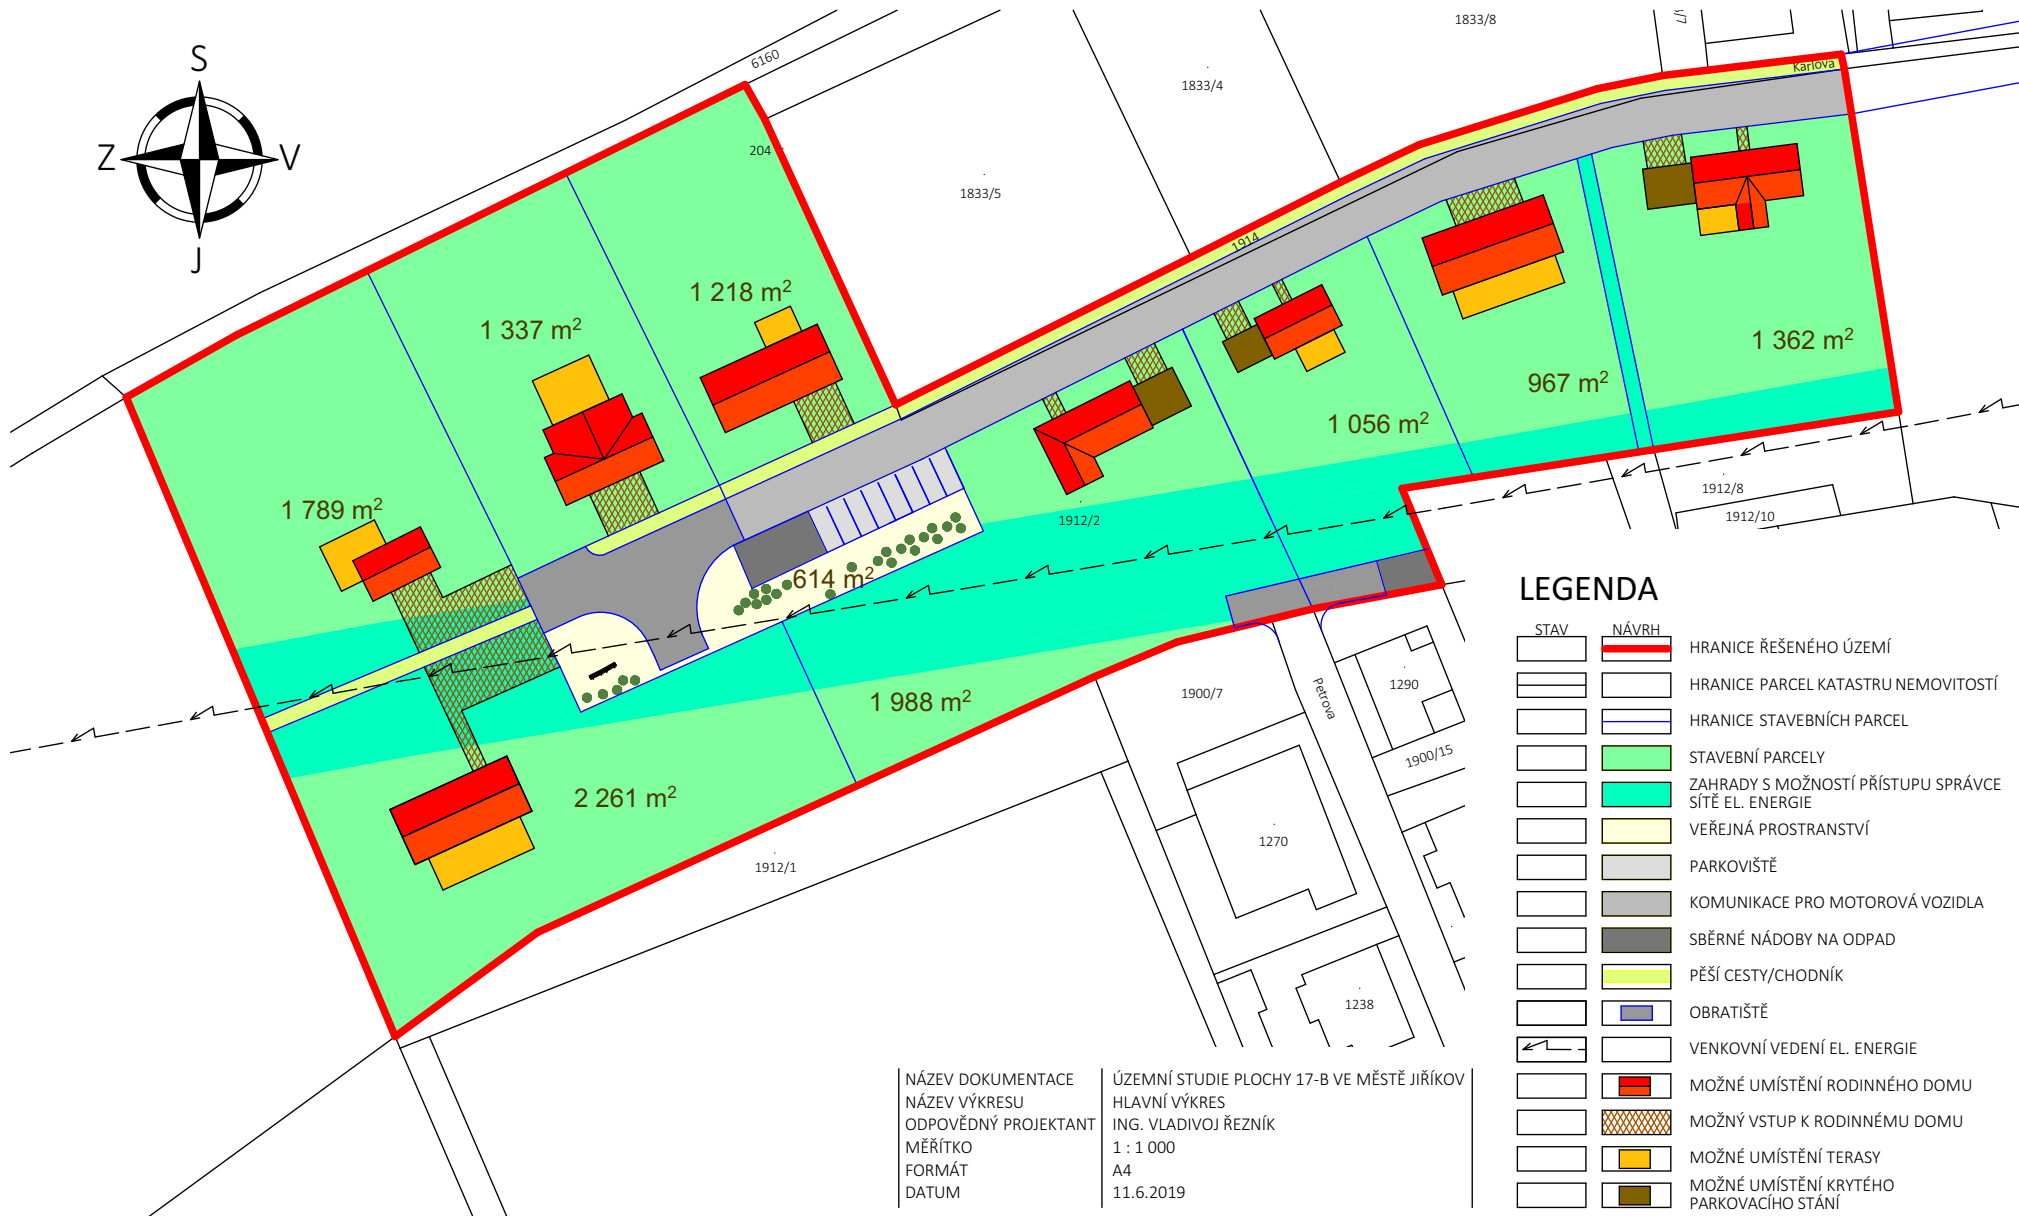 S
Z
V
J
6160
204
1833/5
1833/4
1833/8
Karlova
1914
1 218 m²
1 337 m²
1 789 m²
614 m²
1 362 m²
967 m²
1 056 m²
1912/2
1912/8
1912/10
1 988 m²
2 261 m²
1900/7
Petrova
1290
1900/15
1270
1912/1
1238
LEGENDA
STAV NÁVRH
HRANICE ŘEŠENÉHO ÚZEMÍ
HRANICE PARCEL KATASTRU NEMOVITOSTÍ
HRANICE STAVEBNÍCH PARCEL
STAVEBNÍ PARCELY
ZAHRADY S MOŽNOSTÍ PŘÍSTUPU SPRÁVCE
SÍTĚ EL. ENERGIE
VEŘEJNÁ PROSTRANSTVÍ
PARKOVIŠTĚ
KOMUNIKACE PRO MOTOROVÁ VOZIDLA
SBĚRNÉ NÁDOBY NA ODPAD
PĚŠÍ CESTY/CHODNÍK
OBRATIŠTĚ
VENKOVNÍ VEDENÍ EL. ENERGIE
MOŽNÉ UMÍSTĚNÍ RODINNÉHO DOMU
MOŽNÝ VSTUP K RODINNÉMU DOMU
MOŽNÉ UMÍSTĚNÍ TERASY
MOŽNÉ UMÍSTĚNÍ KRYTÉHO
PARKOVACÍHO STÁNÍ
NÁZEV DOKUMENTACE ÚZEMNÍ STUDIE PLOCHY 17-B VE MĚSTĚ JIŘÍKOV
NÁZEV VÝKRESU HLAVNÍ VÝKRES
ODPOVĚDNÝ PROJEKTANT ING. VLADIVOJ ŘEZNÍK
MĚŘÍTKO 1 : 1 000
FORMÁT A4
DATUM 11.6.2019